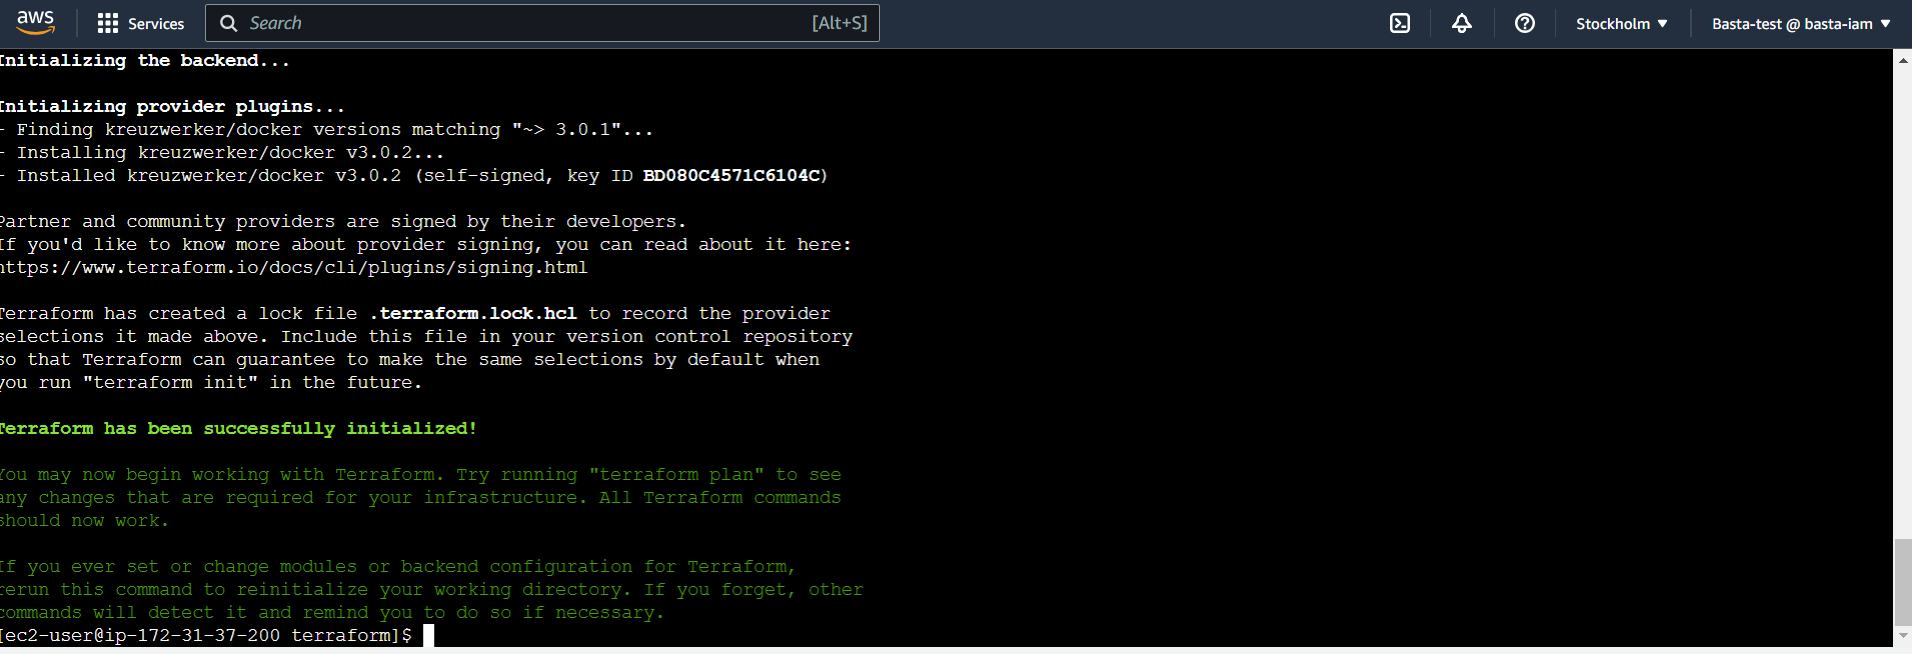 aws
Services
Search [Alt+S]
Stockholm
Basta-test @ basta-iam
Initializing the backend...
Initializing provider plugins...
- Finding kreuzwerker/docker versions matching "~> 3.0.1"...
- Installing kreuzwerker/docker v3.0.2...
- Installed kreuzwerker/docker v3.0.2 (self-signed, key ID BD080C4571C6104C)
Partner and community providers are signed by their developers.
If you'd like to know more about provider signing, you can read about it here:
https://www.terraform.io/docs/cli/plugins/signing.html
Terraform has created a lock file .terraform.lock.hcl to record the provider
selections it made above. Include this file in your version control repository
so that Terraform can guarantee to make the same selections by default when
you run "terraform init" in the future.
Terraform has been successfully initialized!
You may now begin working with Terraform. Try running "terraform plan" to see
any changes that are required for your infrastructure. All Terraform commands
should now work.
If you ever set or change modules or backend configuration for Terraform,
rerun this command to reinitialize your working directory. If you forget, other
commands will detect it and remind you to do so if necessary.
[ec2-user@ip-172-31-37-200 terraform]$